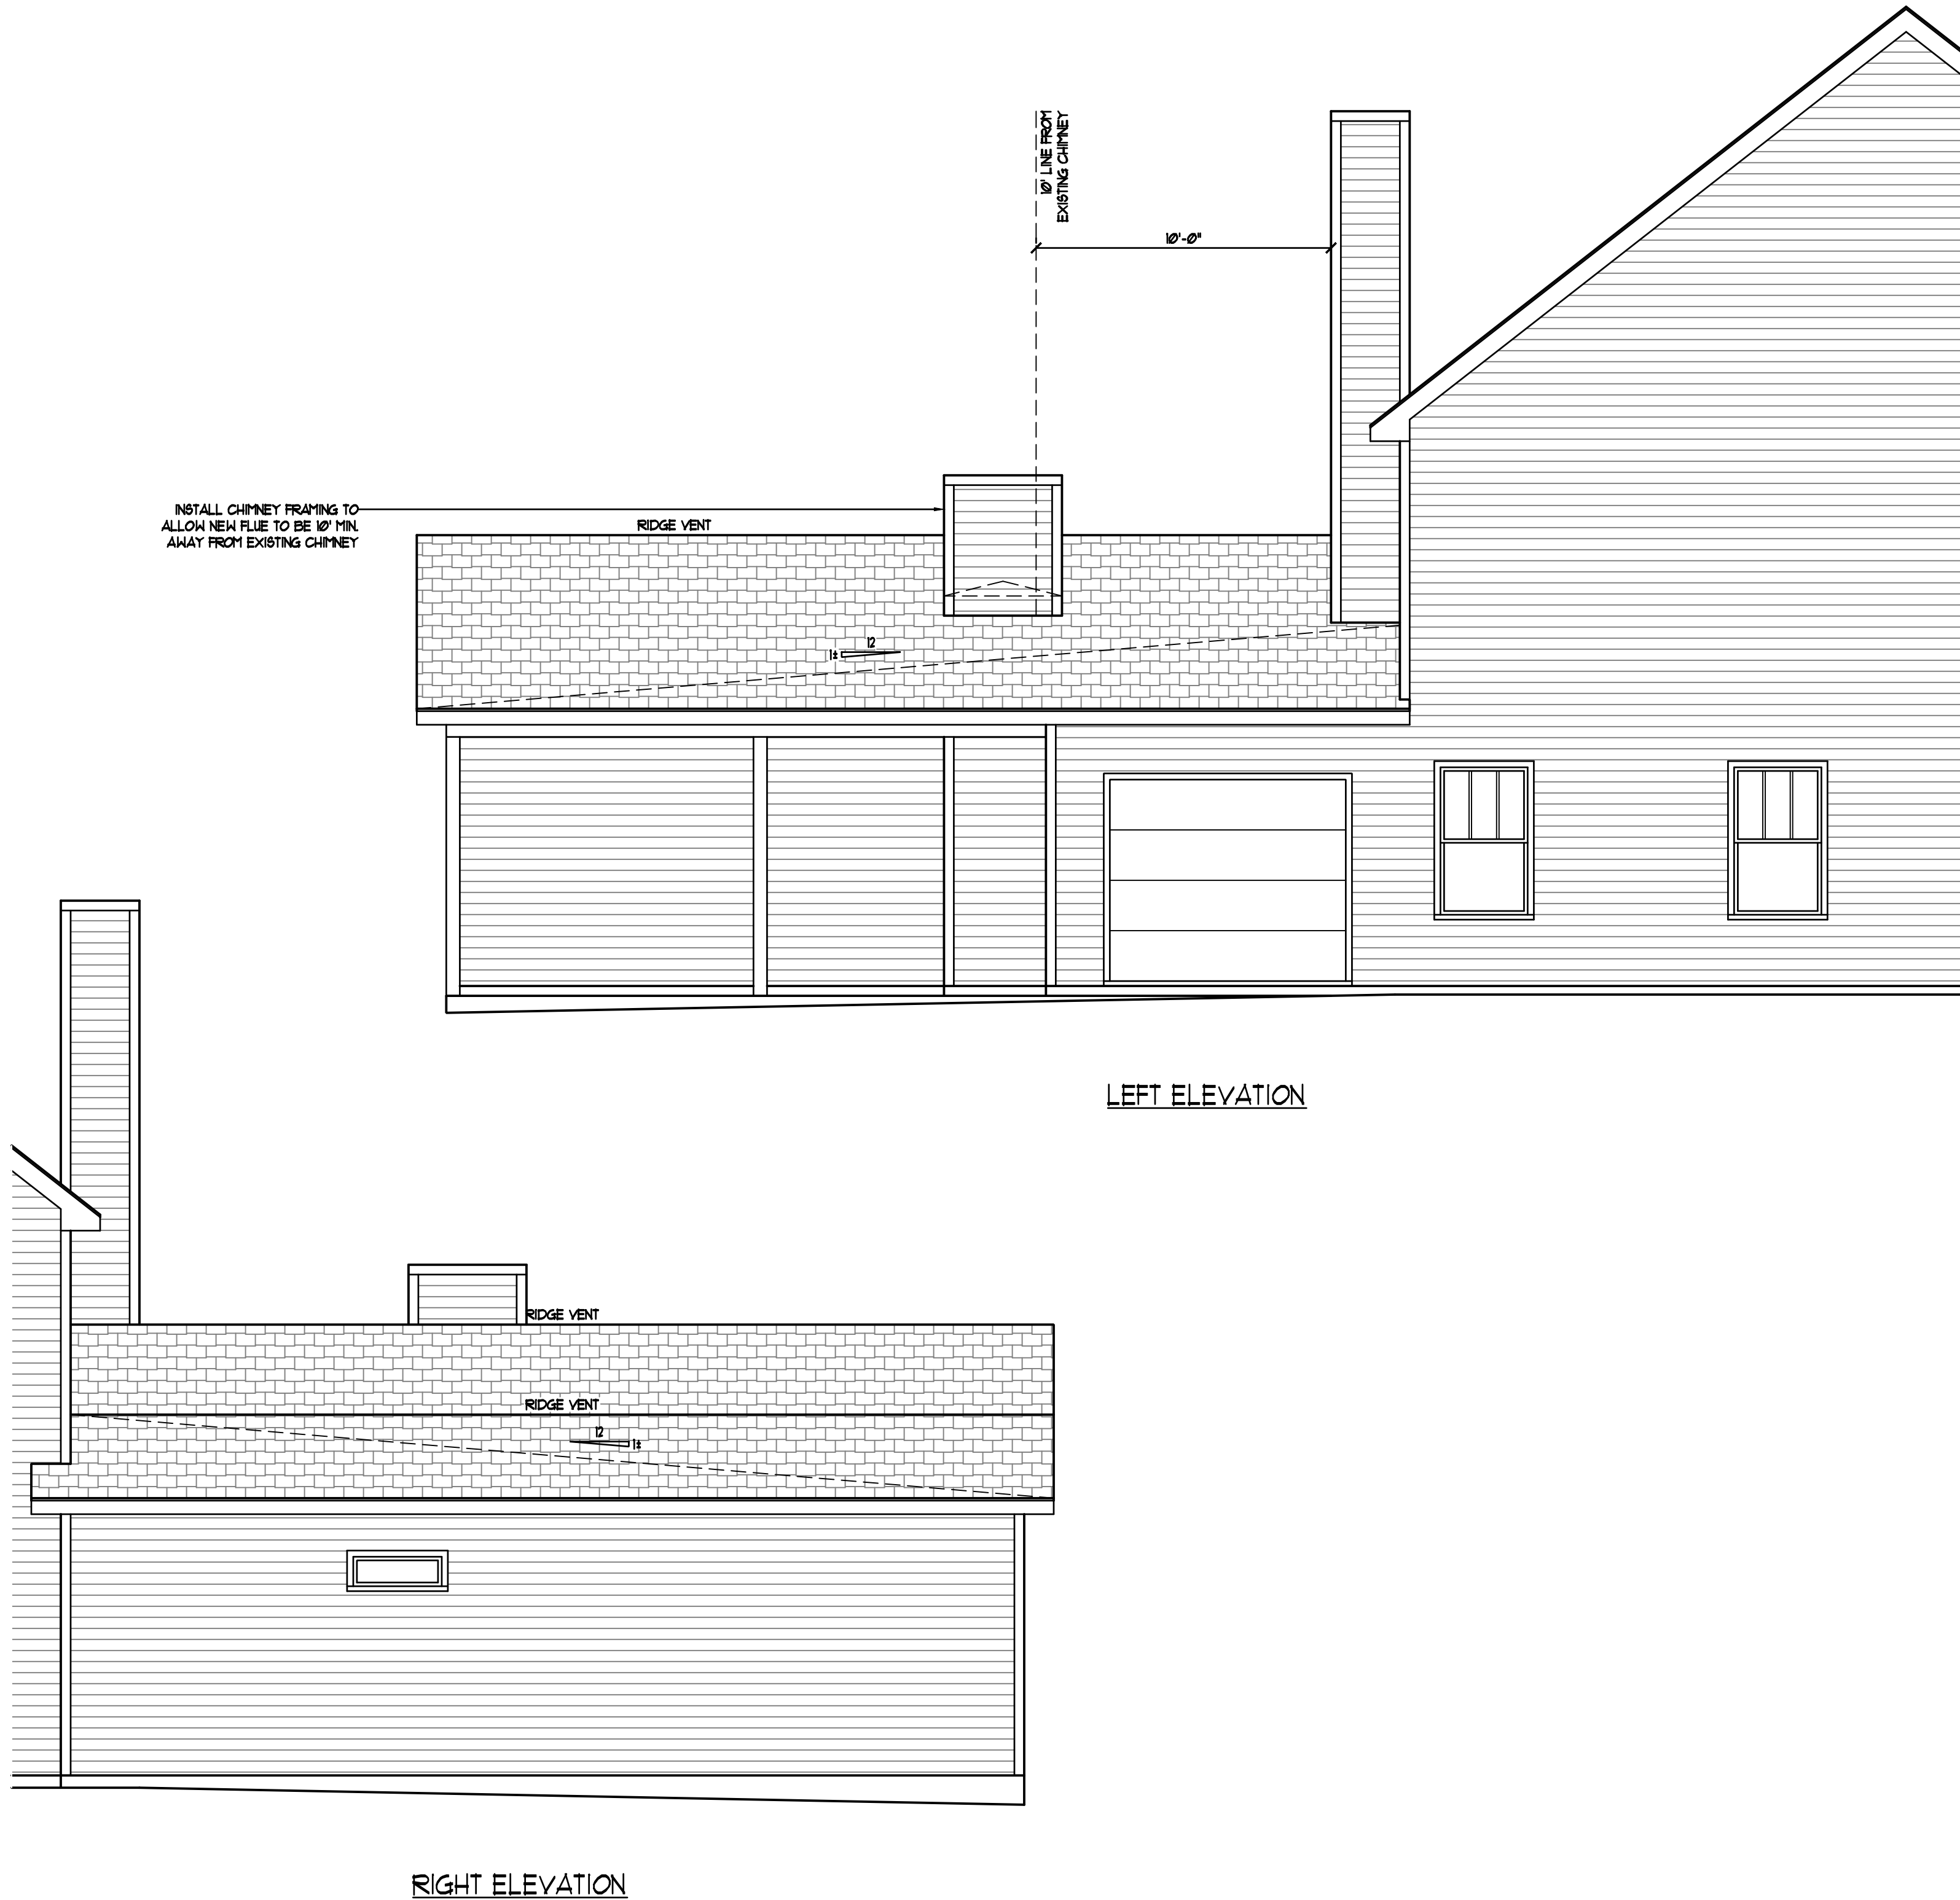 10' LINE FROM
EXISTING CHIMNEY
10'-0"
INSTALL CHIMNEY FRAMING TO
ALLOW NEW FLUE TO BE 10' MIN.
AWAY FROM EXISTING CHIMNEY
RIDGE VENT
12
1±
LEFT ELEVATION
RIDGE VENT
RIDGE VENT
12
1±
RIGHT ELEVATION